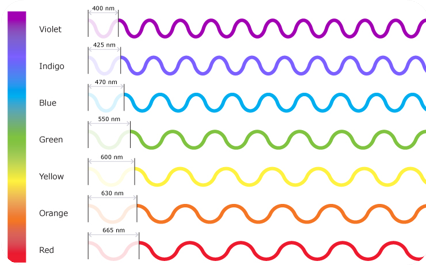 400 nm
Violet
425 nm
Indigo
470 nm
Blue
550 nm
Green
600 nm
Yellow
630 nm
Orange
665 nm
Red